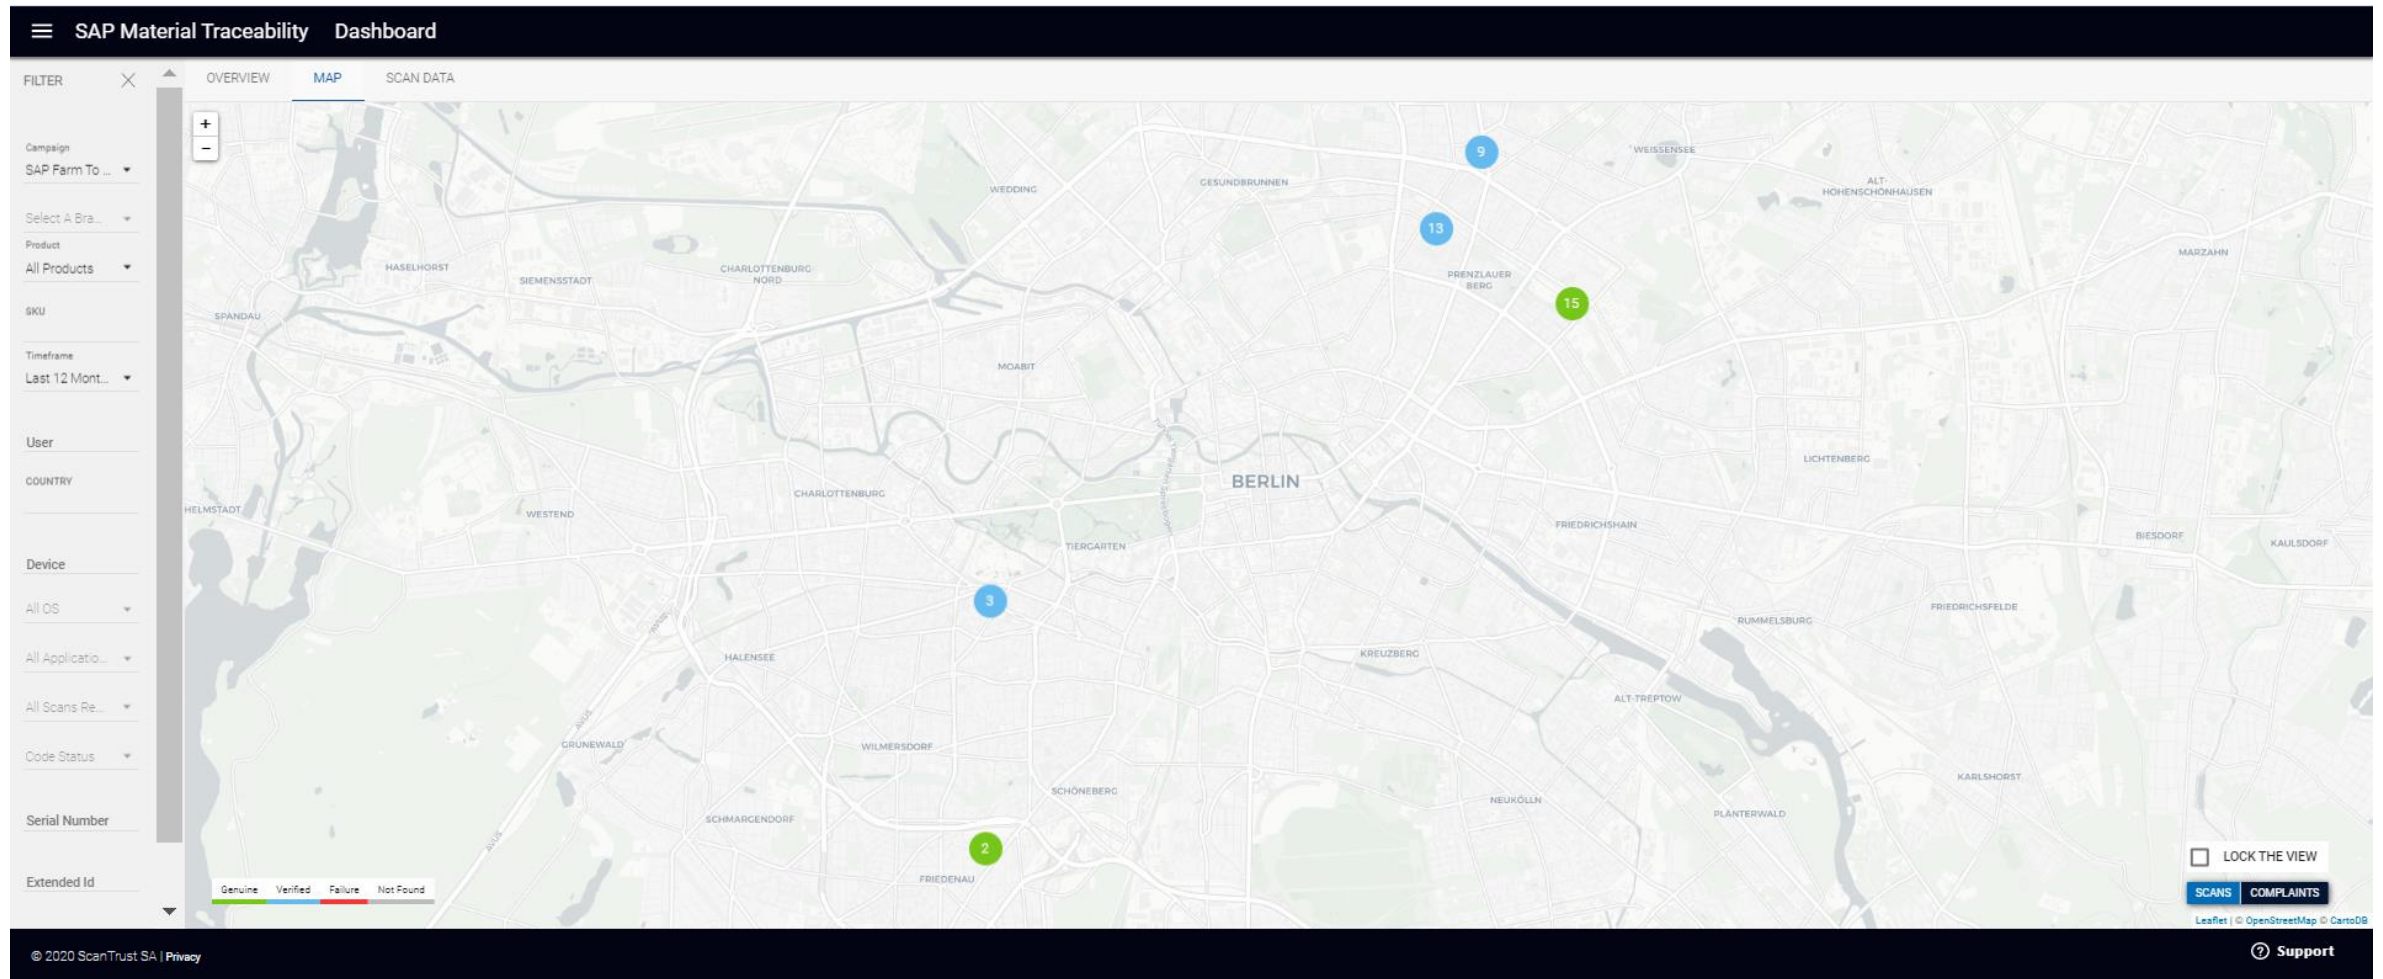 SAP Material Traceability Dashboard
FILTER
OVERVIEW MAP SCAN DATA
Campaign
SAP Farm To ...
Select A Bra...
Product
All Products
SKU
Timeframe
Last 12 Mont...
User
COUNTRY
Device
All OS
All Applicatio...
All Scans Re...
Code Status
Serial Number
Extended Id
+
−
9
WEISSENSEE
WEDDING
GESUNDBRUNNEN
ALT-
HOHENSCHÖNHAUSEN
13
MARZAHN
HASELHORST
SIEMENSSTADT
CHARLOTTENBURG
NORD
PRENZLAUER
BERG
15
SPANDAU
MOABIT
LICHTENBERG
BERLIN
CHARLOTTENBURG
HELMSTADT
WESTEND
FRIEDRICHSHAIN
BIESDORF
KAULSDORF
TIERGARTEN
3
FRIEDRICHSFELDE
RUMMELSBURG
HALENSEE
KREUZBERG
ALT-TREPTOW
AVUS
AVUS
GRUNEWALD
WILMERSDORF
KARLSHORST
SCHÖNEBERG
NEUKÖLLN
SCHMARGENDORF
PLÄNTERWALD
AVUS
2
FRIEDENAU
Genuine Verified Failure Not Found
LOCK THE VIEW
SCANS COMPLAINTS
Leaflet | © OpenStreetMap © CartoDB
© 2020 ScanTrust SA | Privacy
Support